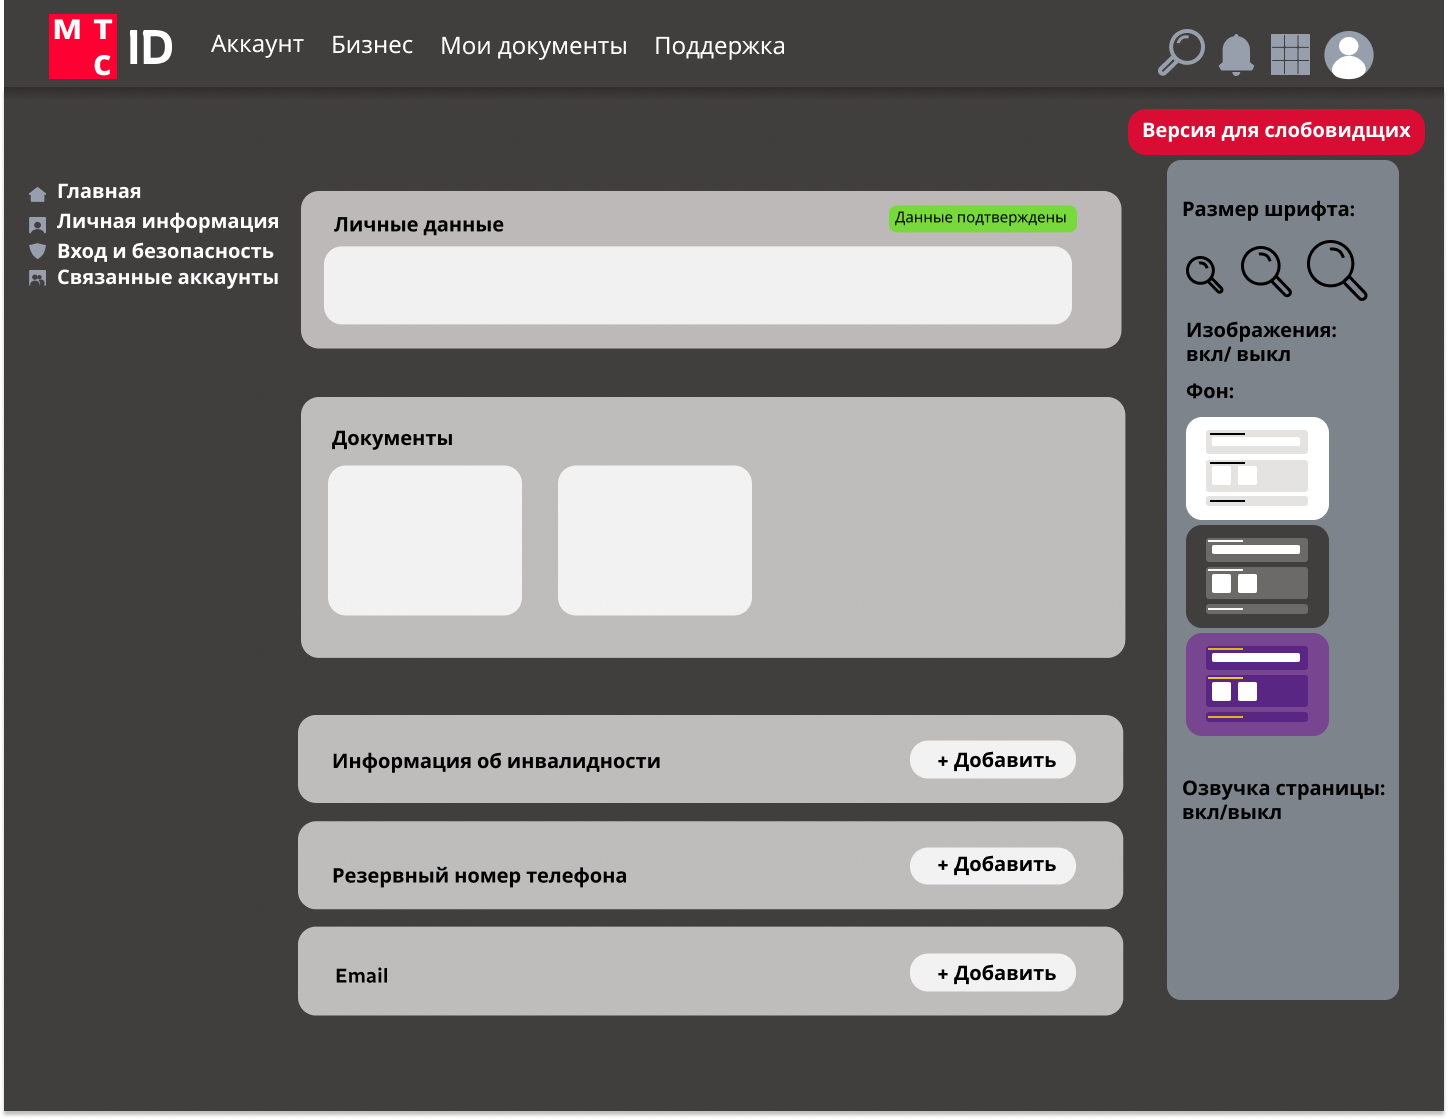 М Т
С
ID
Аккаунт
Бизнес
Мои документы
Поддержка
Версия для слобовидщих
Главная
Личная информация
Вход и безопасность
Связанные аккаунты
Личные данные
Данные подтверждены
Документы
Информация об инвалидности
+ Добавить
Резервный номер телефона
+ Добавить
Email
+ Добавить
Размер шрифта:
Изображения:
вкл/ выкл
Фон:
Озвучка страницы:
вкл/выкл